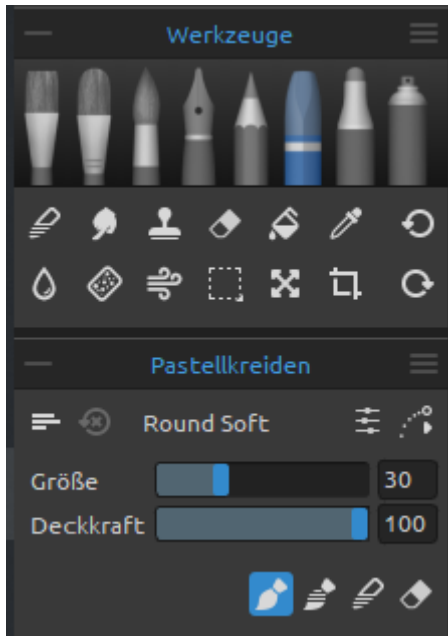 Werkzeuge
Pastellkreiden
Round Soft
Größe 30
Deckkraft 100